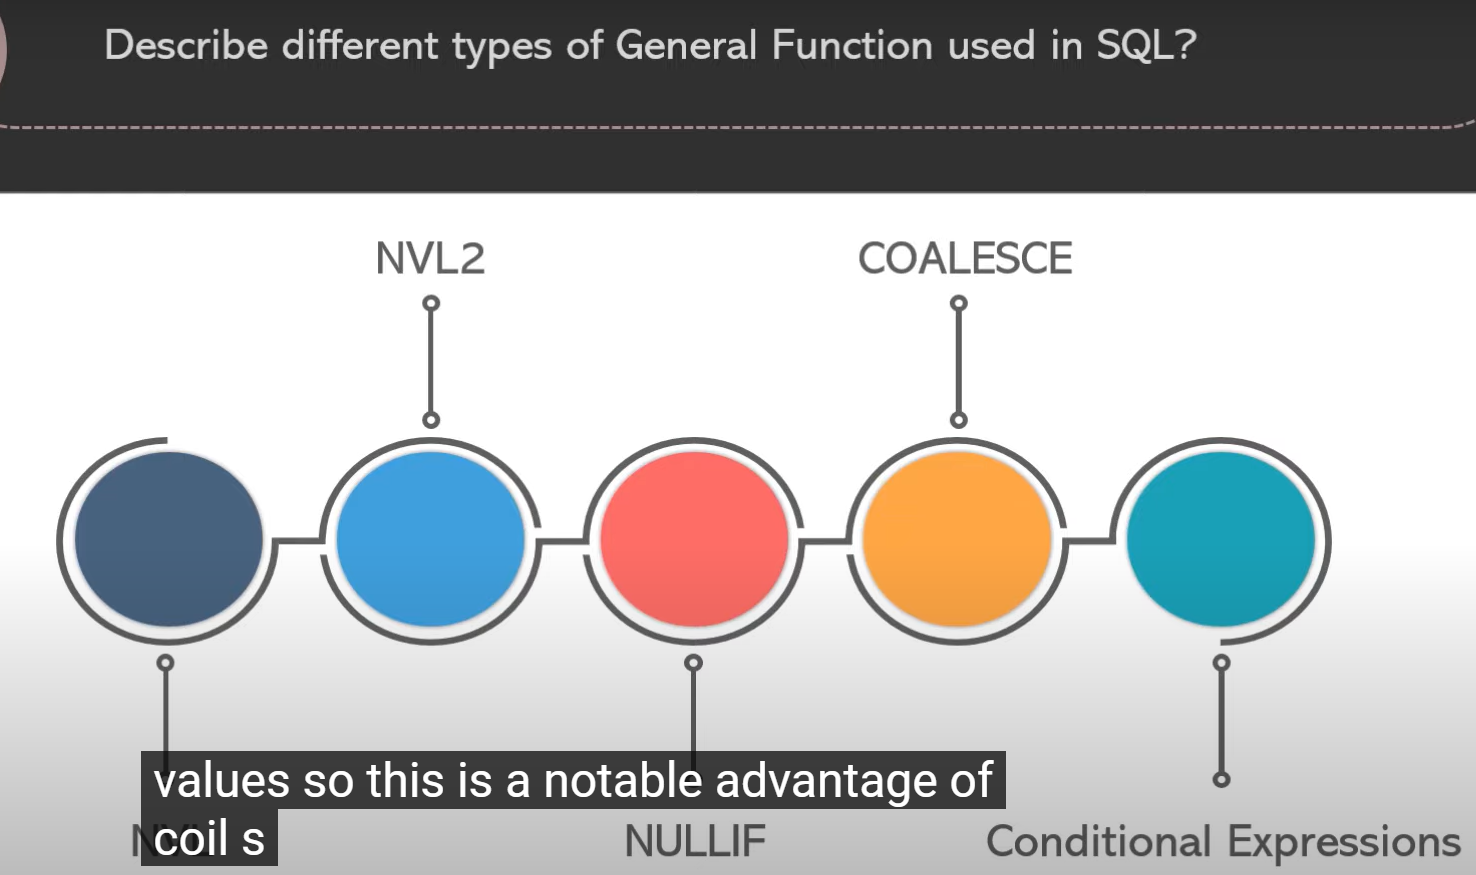 Describe different types of General Function used in SQL?
NVL2
COALESCE
values so this is a notable advantage of
coil s
NVL
NULLIF
Conditional Expressions